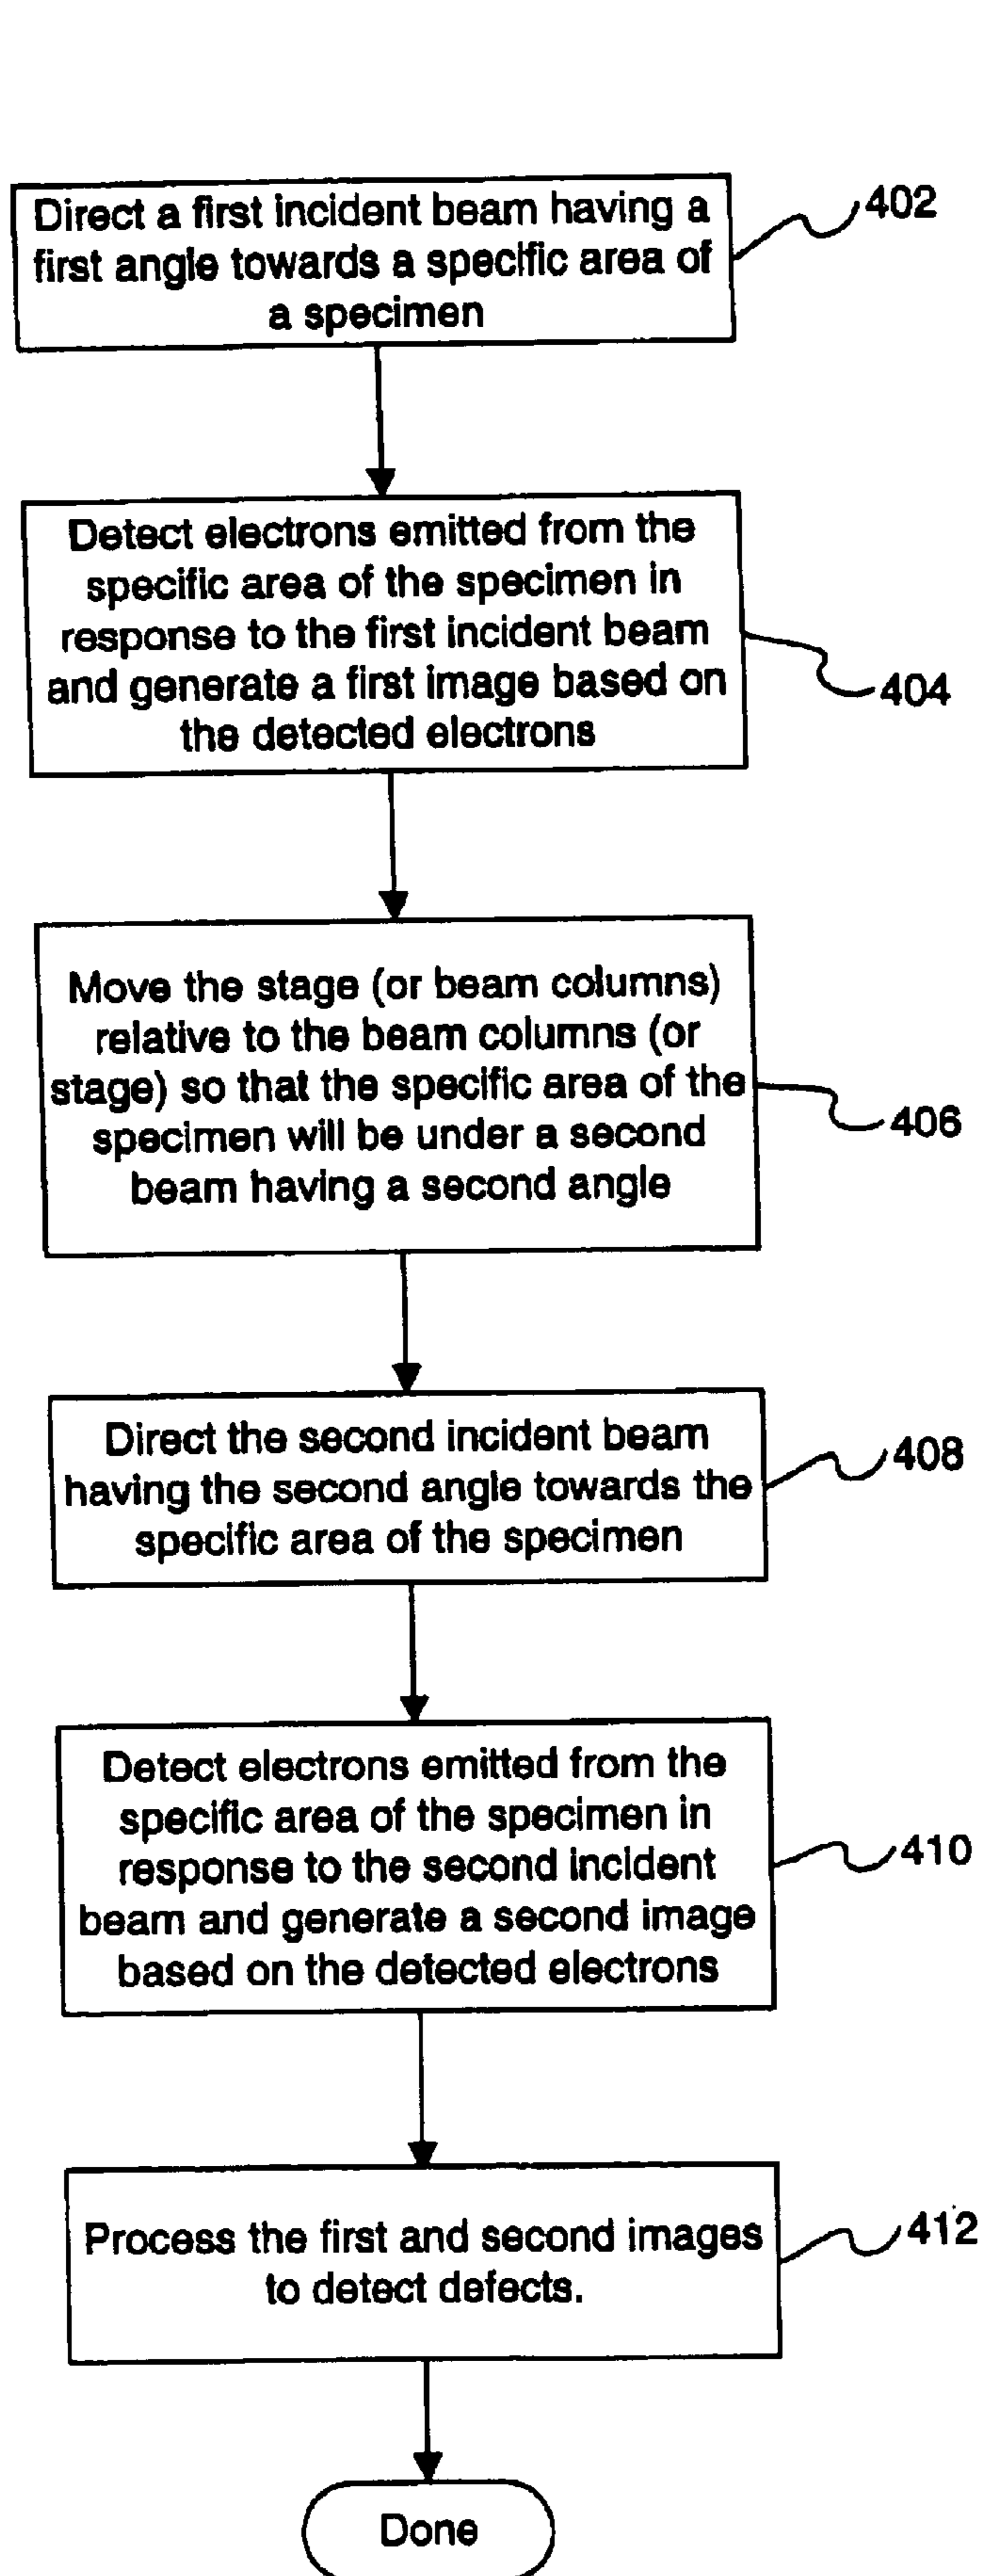 Direct a first incident beam having a
first angle towards a specific area of
a specimen
402
Detect electrons emitted from the
specific area of the specimen in
response to the first incident beam
and generate a first image based on
the detected electrons
404
Move the stage (or beam columns)
relative to the beam columns (or
stage) so that the specific area of the
specimen will be under a second
beam having a second angle
406
Direct the second incident beam
having the second angle towards the
specific area of the specimen
408
Detect electrons emitted from the
specific area of the specimen in
response to the second incident
beam and generate a second image
based on the detected electrons
410
Process the first and second images
to detect defects.
412
Done